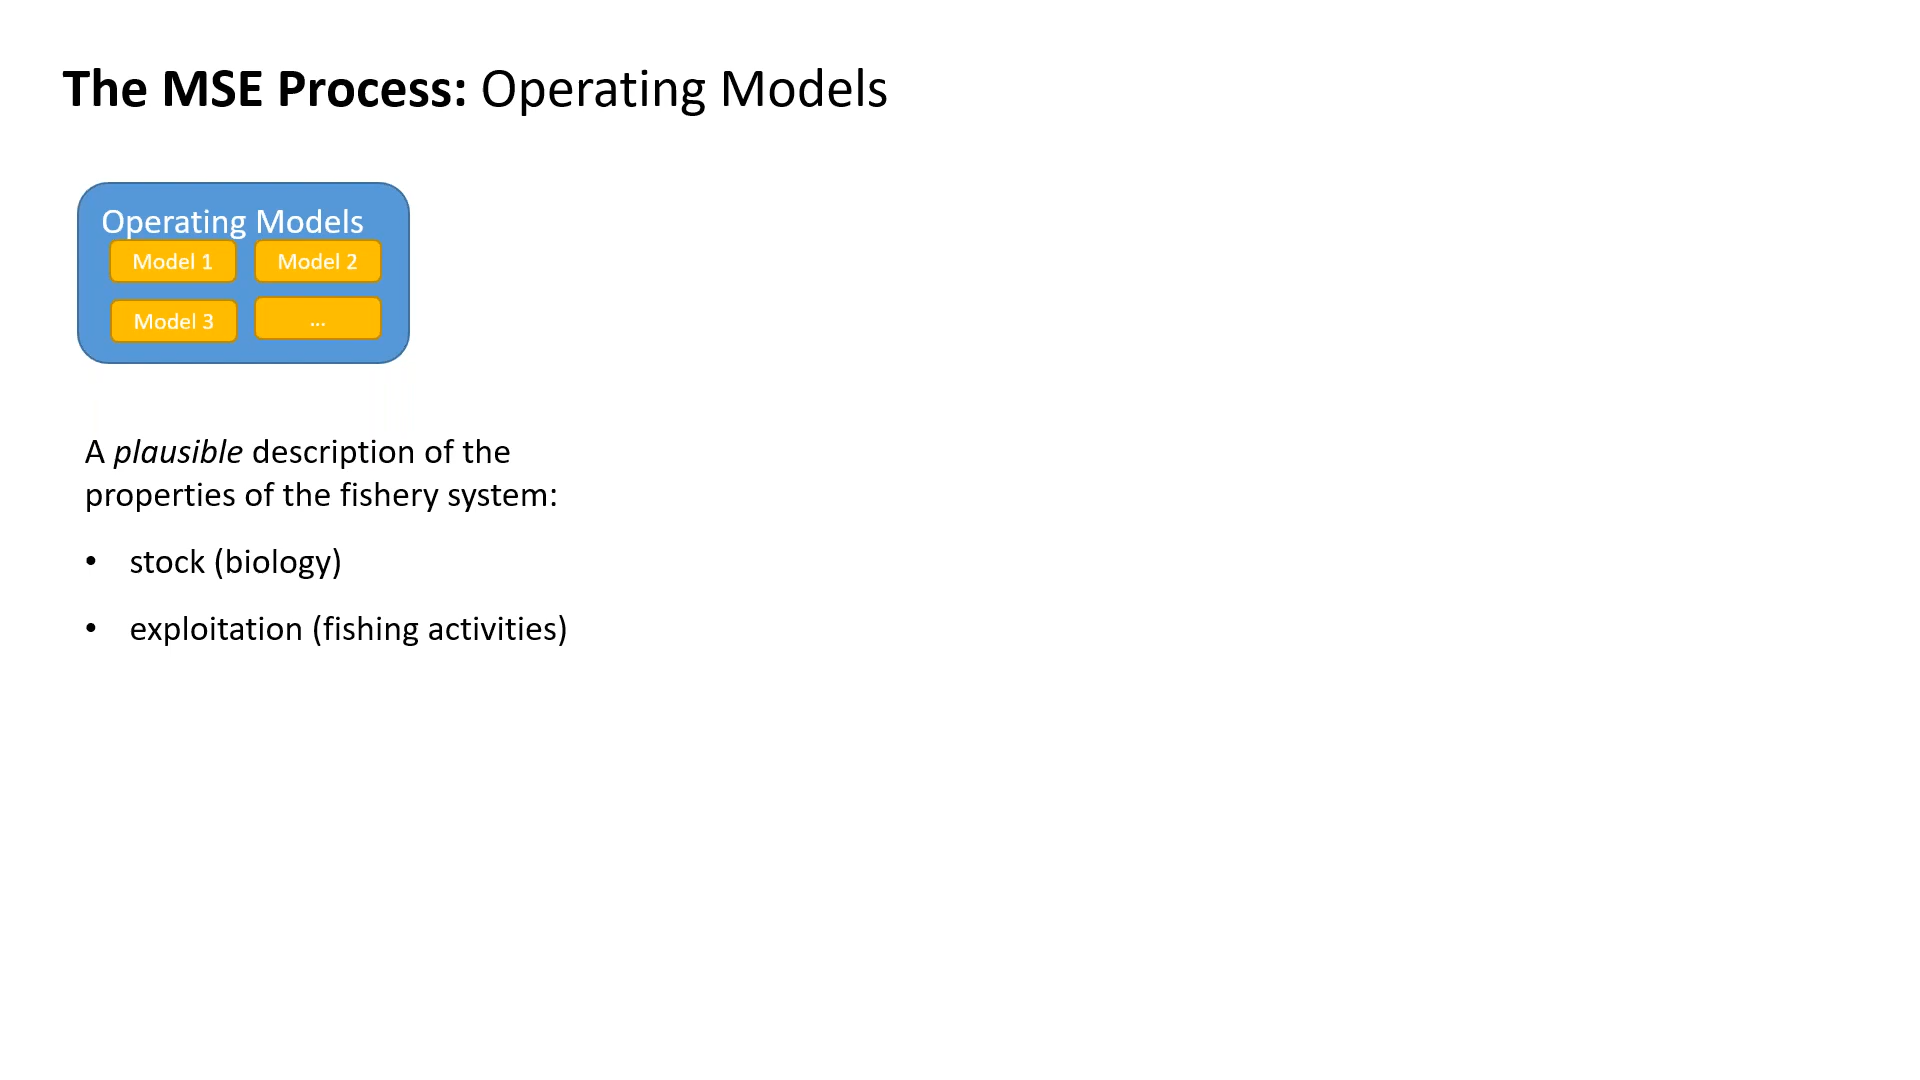 The MSE Process: Operating Models
Operating Models
Model 1
Model 2
Model 3
...
A plausible description of the
properties of the fishery system:
• stock (biology)
• exploitation (fishing activities)